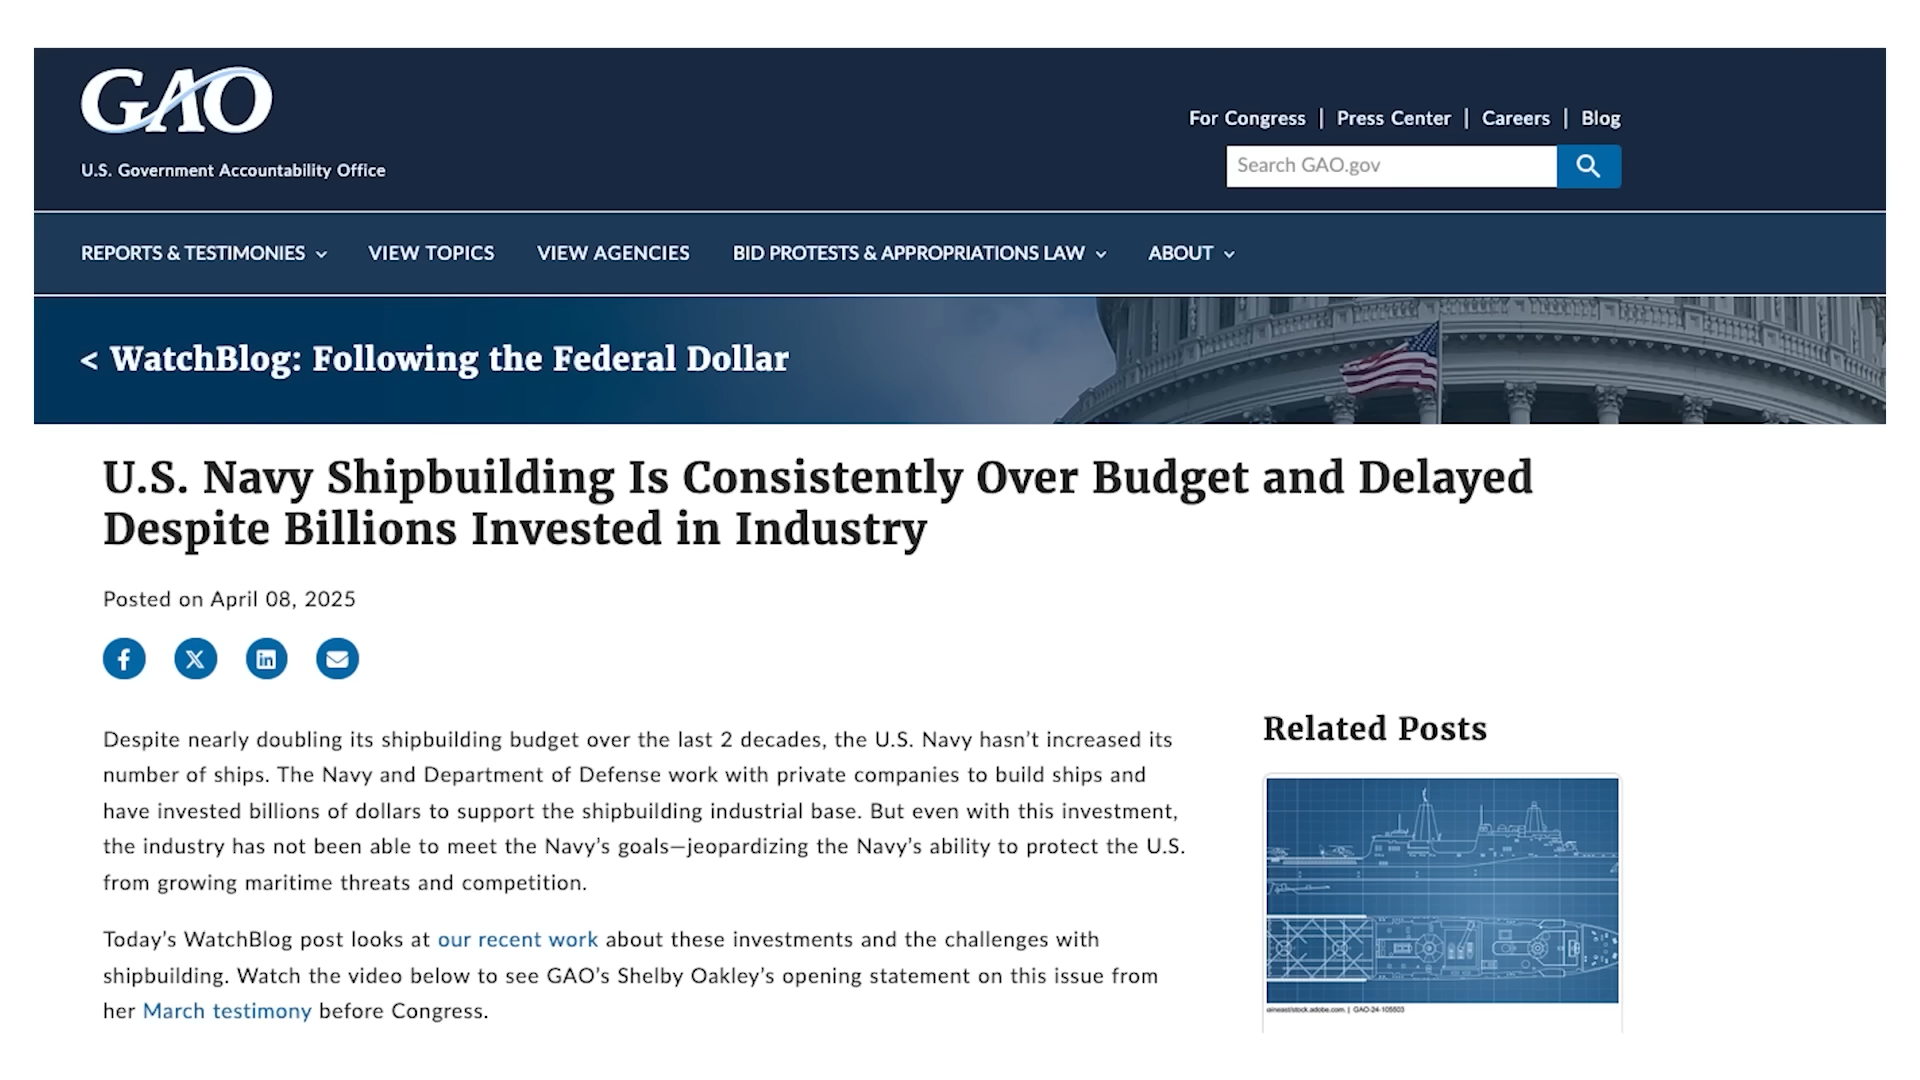 GAO
U.S. Government Accountability Office
For Congress | Press Center | Careers | Blog
Search GAO.gov
REPORTS & TESTIMONIES VIEW TOPICS VIEW AGENCIES BID PROTESTS & APPROPRIATIONS LAW ABOUT
< WatchBlog: Following the Federal Dollar
U.S. Navy Shipbuilding Is Consistently Over Budget and Delayed
Despite Billions Invested in Industry
Posted on April 08, 2025
Despite nearly doubling its shipbuilding budget over the last 2 decades, the U.S. Navy hasn’t increased its
number of ships. The Navy and Department of Defense work with private companies to build ships and
have invested billions of dollars to support the shipbuilding industrial base. But even with this investment,
the industry has not been able to meet the Navy’s goals—jeopardizing the Navy’s ability to protect the U.S.
from growing maritime threats and competition.
Today’s WatchBlog post looks at our recent work about these investments and the challenges with
shipbuilding. Watch the video below to see GAO’s Shelby Oakley’s opening statement on this issue from
her March testimony before Congress.
Related Posts
| GAO-24-105503